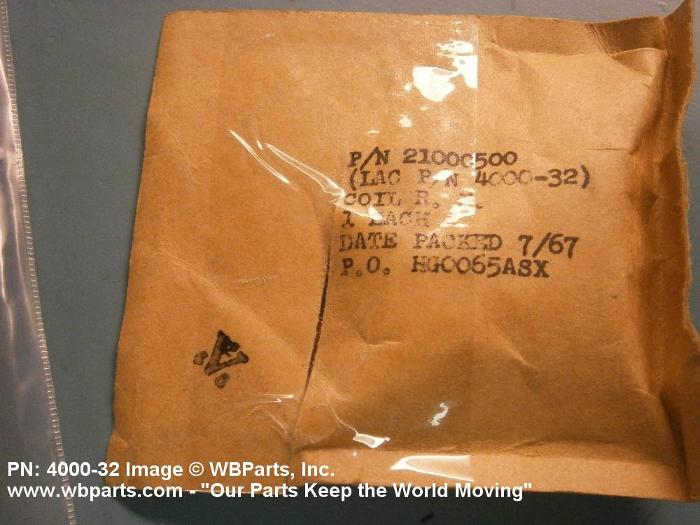 P/N 21000500
(LAC P/N 4000-32)
COIL R.
1 EACH
DATE PACKED 7/67
P.O. HG0065ASX
PN: 4000-32 Image © WBParts, Inc.
www.wbparts.com - "Our Parts Keep the World Moving"